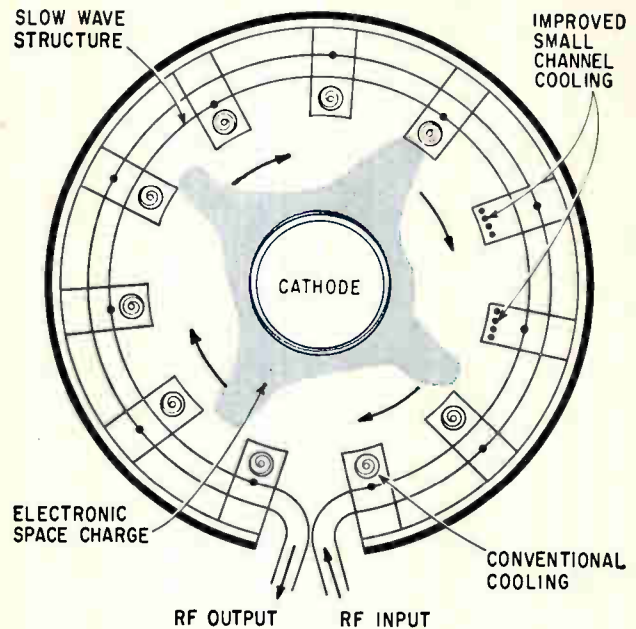 SLOW WAVE
STRUCTURE
IMPROVED
SMALL
CHANNEL
COOLING
CATHODE
ELECTRONIC
SPACE CHARGE
CONVENTIONAL
COOLING
RF OUTPUT
RF INPUT